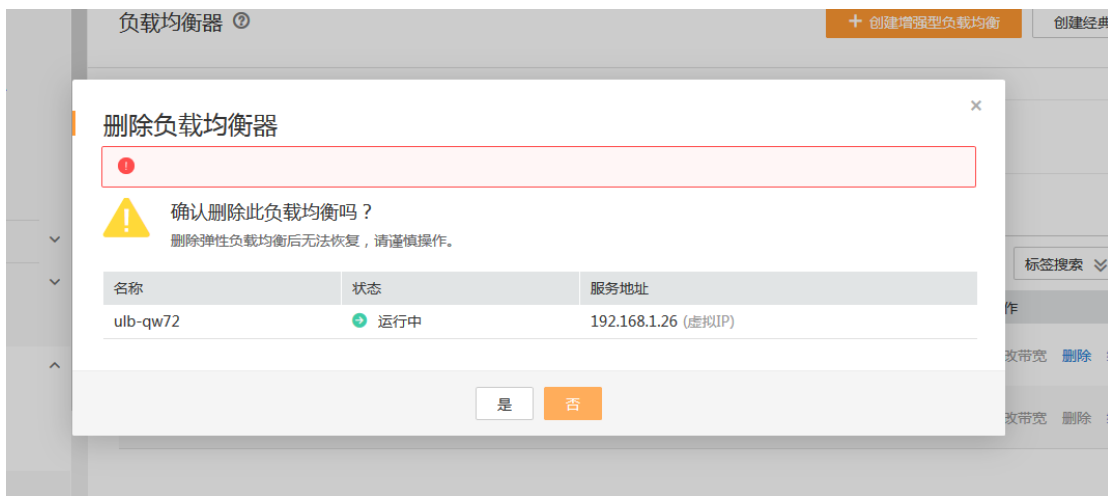 负载均衡器 ?
+ 创建增强型负载均衡
创建经典
×
删除负载均衡器
!
确认删除此负载均衡吗？
删除弹性负载均衡后无法恢复，请谨慎操作。
标签搜索
名称 状态 服务地址
作
ulb-qw72 运行中 192.168.1.26 (虚拟IP)
改带宽 删除
是 否
改带宽 删除